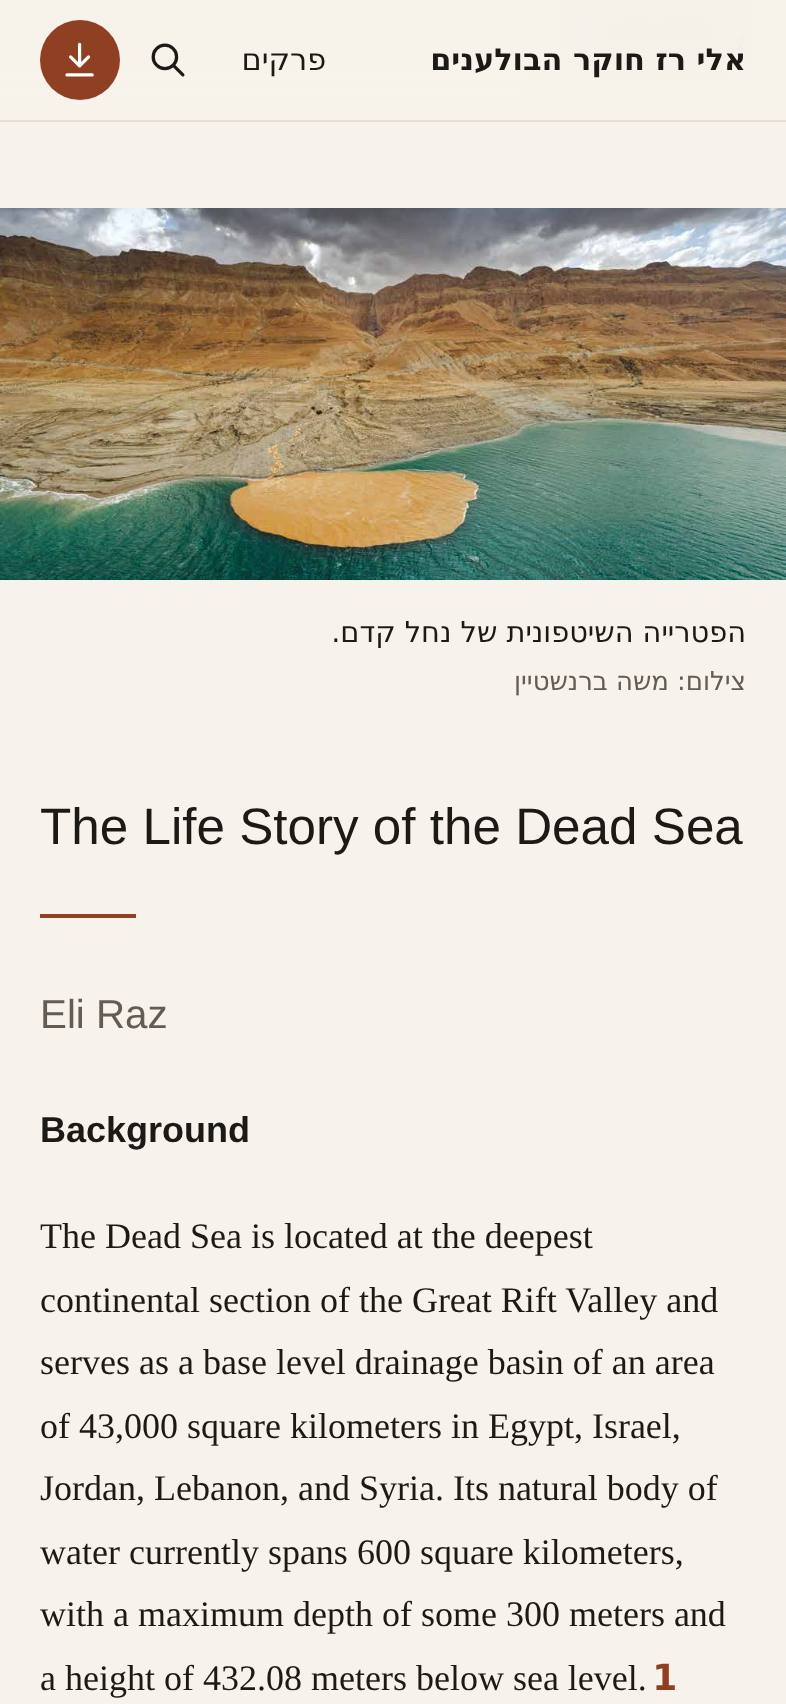 אלי רז חוקר הבולענים
פרקים
הפטרייה השיטפונית של נחל קדם.
צילום: משה ברנשטיין
The Life Story of the Dead Sea
Eli Raz
Background
The Dead Sea is located at the deepest
continental section of the Great Rift Valley and
serves as a base level drainage basin of an area
of 43,000 square kilometers in Egypt, Israel,
Jordan, Lebanon, and Syria. Its natural body of
water currently spans 600 square kilometers,
with a maximum depth of some 300 meters and
a height of 432.08 meters below sea level. 1